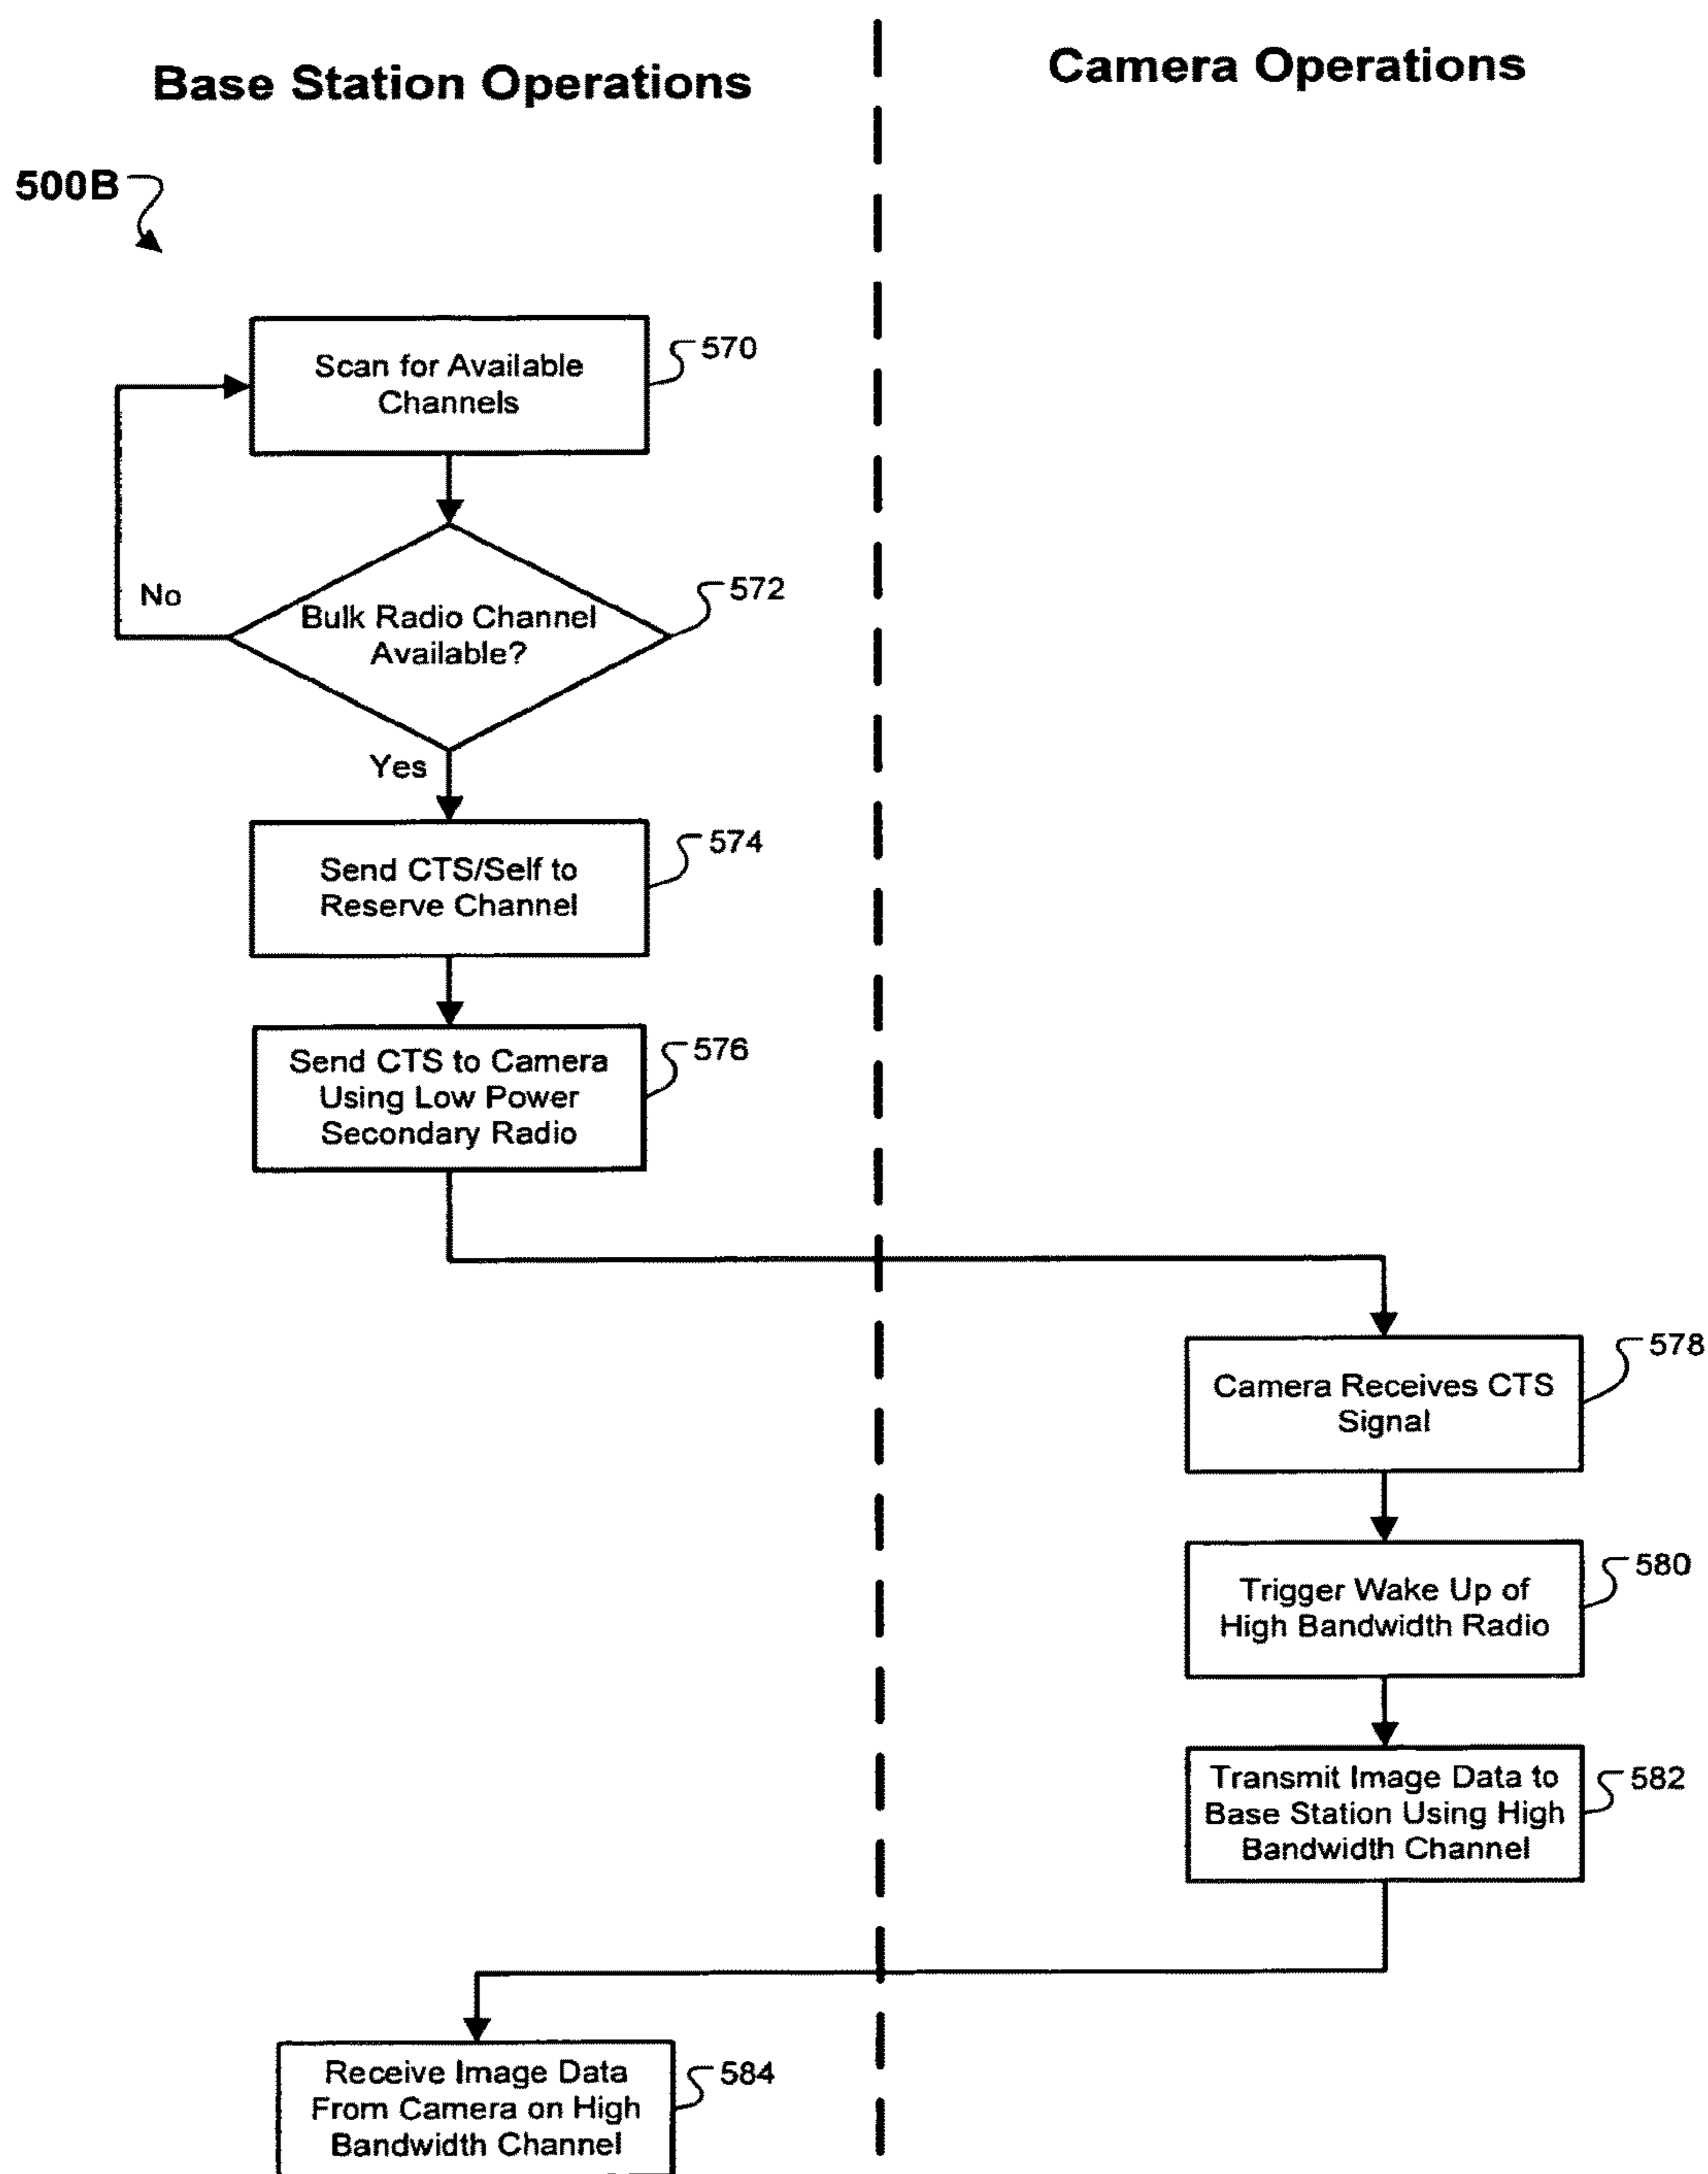 Base Station Operations
Camera Operations
500B
Scan for Available
Channels
570
No
Bulk Radio Channel
Available?
572
Yes
Send CTS/Self to
Reserve Channel
574
Send CTS to Camera
Using Low Power
Secondary Radio
576
Camera Receives CTS
Signal
578
Trigger Wake Up of
High Bandwidth Radio
580
Transmit Image Data to
Base Station Using High
Bandwidth Channel
582
Receive Image Data
From Camera on High
Bandwidth Channel
584